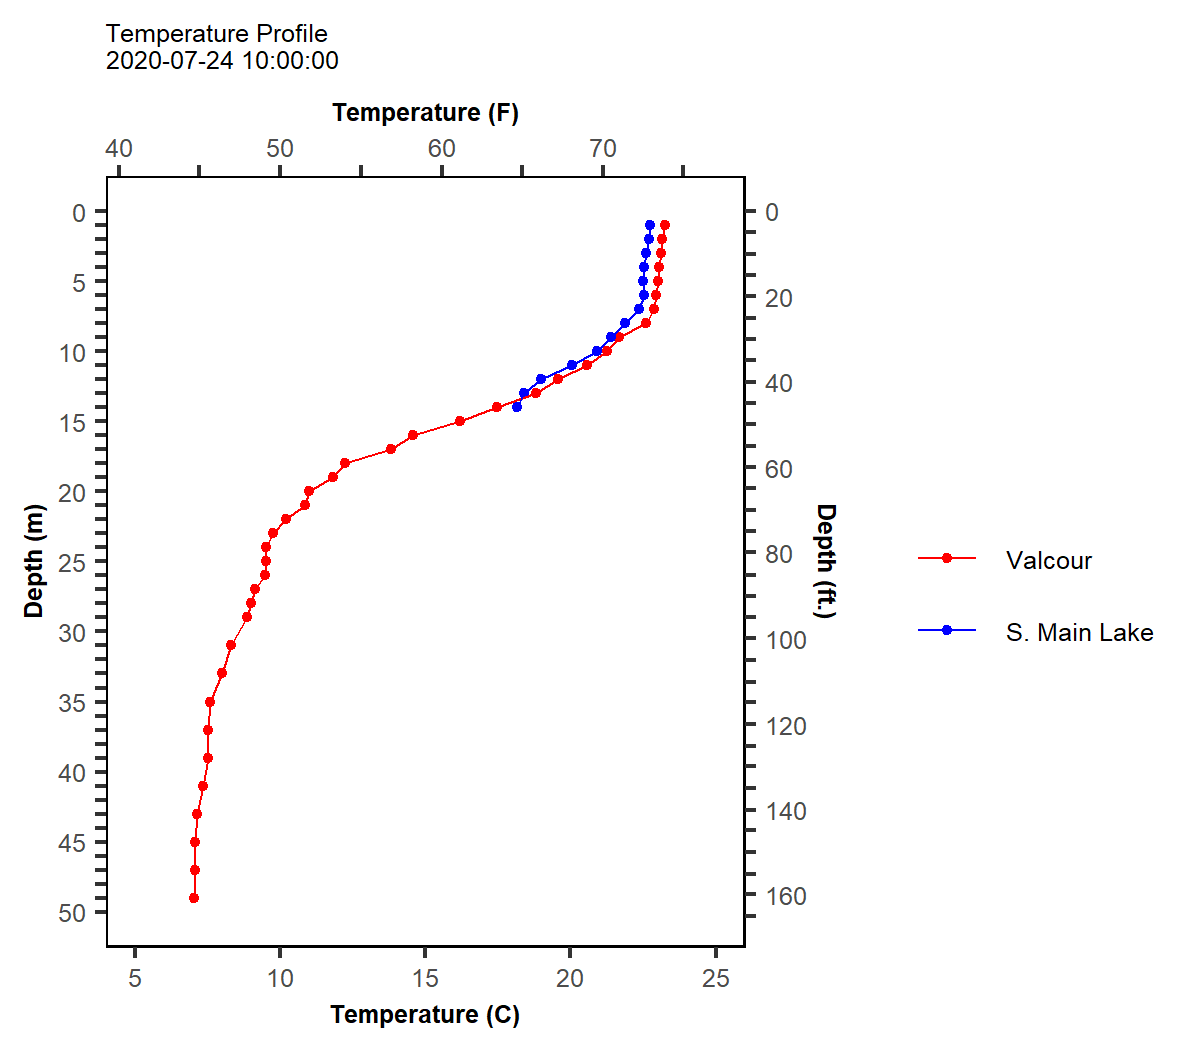 Temperature Profile
2020-07-24 10:00:00
Temperature (F)
40 50 60 70
0
5
10
15
20
25
30
35
40
45
50
Depth (m)
0
20
40
60
80
100
120
140
160
Depth (ft.)
Valcour
S. Main Lake
5 10 15 20 25
Temperature (C)